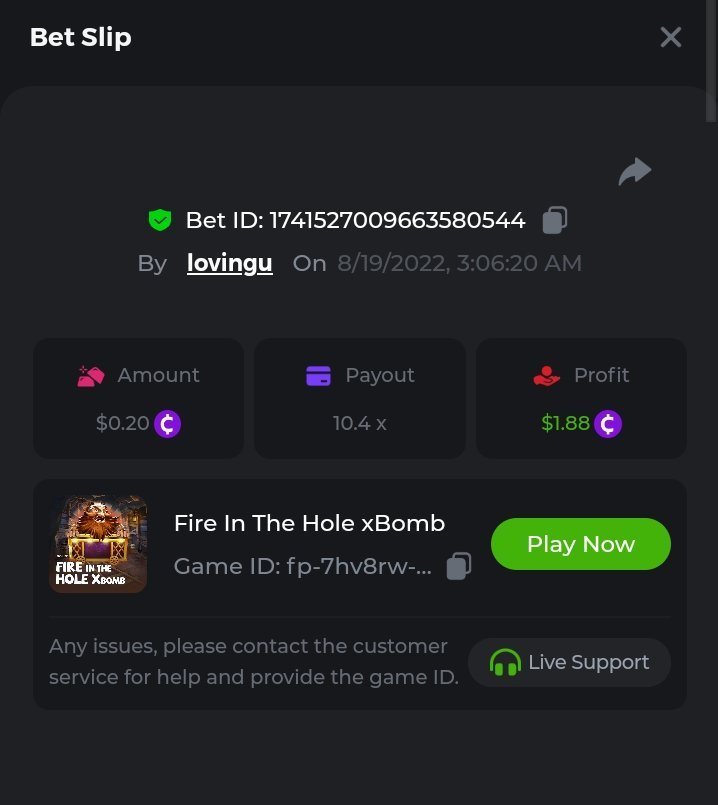 Bet Slip
Bet ID: 1741527009663580544
By lovingu On 8/19/2022, 3:06:20 AM
Amount
$0.20
Payout
10.4 x
Profit
$1.88
FIRE IN THE
HOLE XBOMB
Fire In The Hole xBomb
Game ID: fp-7hv8rw-...
Play Now
Any issues, please contact the customer
service for help and provide the game ID.
Live Support